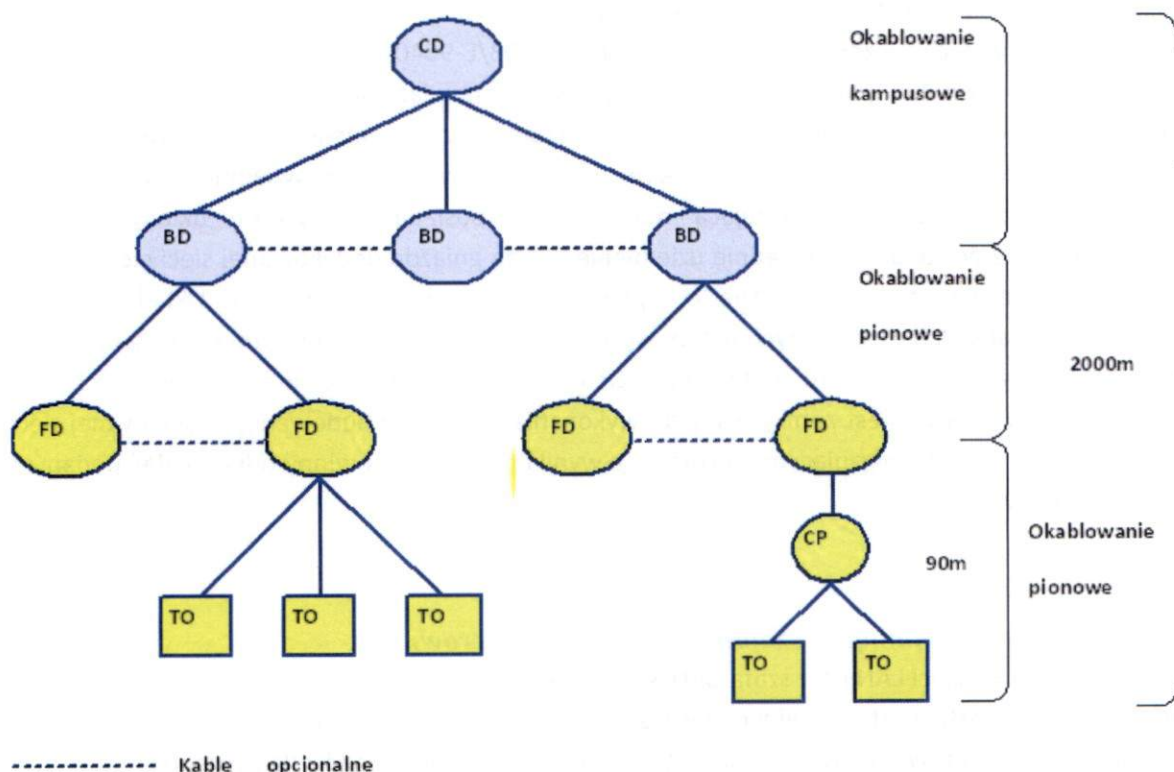 CD
Okablowanie
kampusowe
BD
BD
BD
Okablowanie
pionowe
2000m
FD
FD
FD
FD
CP
90m
Okablowanie
pionowe
TO
TO
TO
TO
TO
Kable opcjonalne